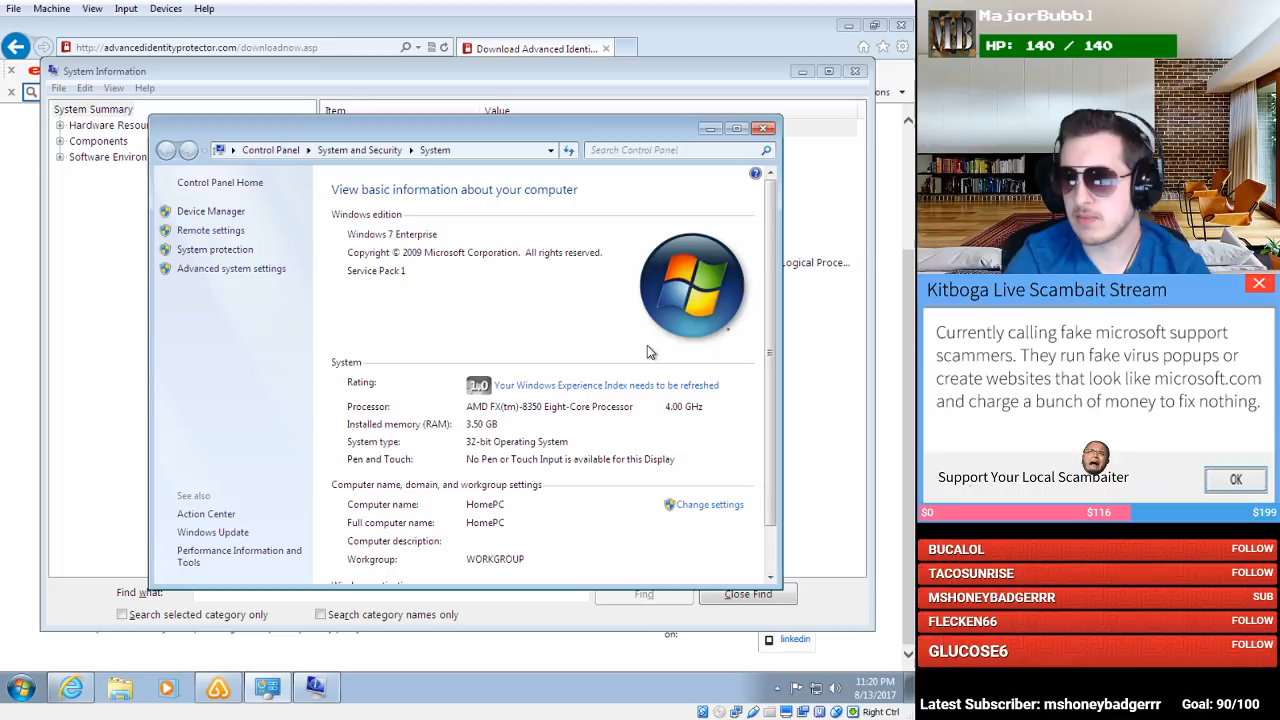 File Machine View Input Devices Help
http://advancedidentityprotector.com/downloadnow.asp
Download Advanced Identi...
System Information
File Edit View Help
System Summary
Item Value
Hardware Resou
Components
Software Environ
Control Panel System and Security System
Search Control Panel
Control Panel Home
Device Manager
Remote settings
System protection
Advanced system settings
See also
Action Center
Windows Update
Performance Information and
Tools
View basic information about your computer
Windows edition
Windows 7 Enterprise
Copyright © 2009 Microsoft Corporation. All rights reserved.
Service Pack 1
System
Rating: 1.0 Your Windows Experience Index needs to be refreshed
Processor: AMD FX(tm)-8350 Eight-Core Processor 4.00 GHz
Installed memory (RAM): 3.50 GB
System type: 32-bit Operating System
Pen and Touch: No Pen or Touch Input is available for this Display
Computer name, domain, and workgroup settings
Computer name: HomePC
Change settings
Full computer name: HomePC
Computer description:
Workgroup: WORKGROUP
ons
Logical Proce...
Find what: Find Close Find
Search selected category only Search category names only
on:
linkedin
11:20 PM
8/13/2017
Right Ctrl
MajorBubbl
HP: 140 / 140
Kitboga Live Scambait Stream
Currently calling fake microsoft support
scammers. They run fake virus popups or
create websites that look like microsoft.com
and charge a bunch of money to fix nothing.
Support Your Local Scambaiter
OK
$0 $116 $199
BUCALOL FOLLOW
TACOSUNRISE FOLLOW
MSHONEYBADGERRR SUB
FLECKEN66 FOLLOW
GLUCOSE6 FOLLOW
Latest Subscriber: mshoneybadgerrr Goal: 90/100